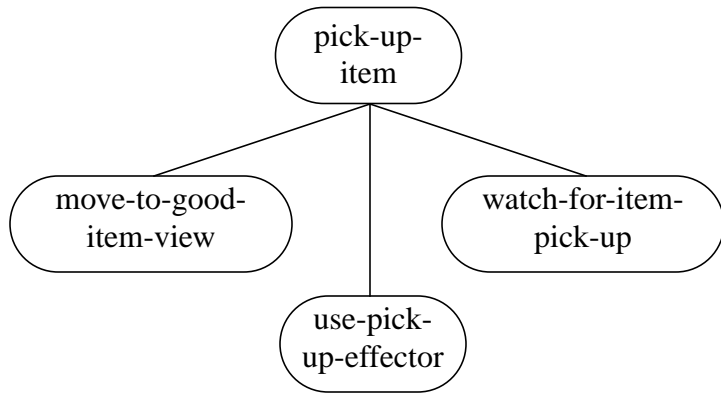 pick-up-
item
move-to-good-
item-view
watch-for-item-
pick-up
use-pick-
up-effector